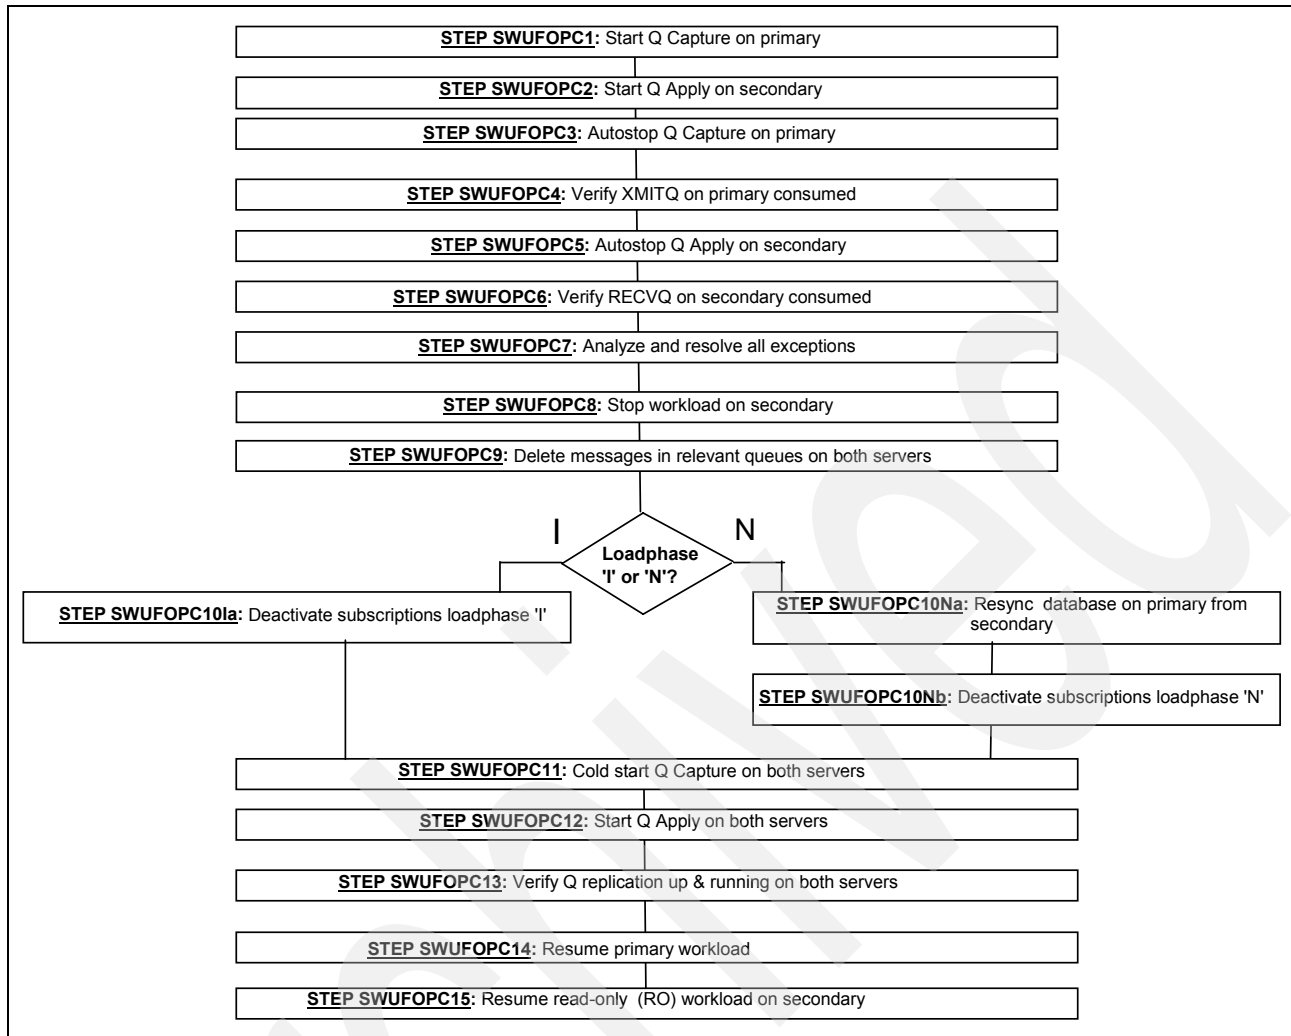 STEP SWUFOPC1: Start Q Capture on primary
STEP SWUFOPC2: Start Q Apply on secondary
STEP SWUFOPC3: Autostop Q Capture on primary
STEP SWUFOPC4: Verify XMITQ on primary consumed
STEP SWUFOPC5: Autostop Q Apply on secondary
STEP SWUFOPC6: Verify RECVQ on secondary consumed
STEP SWUFOPC7: Analyze and resolve all exceptions
STEP SWUFOPC8: Stop workload on secondary
STEP SWUFOPC9: Delete messages in relevant queues on both servers
I
N
Loadphase
'I' or 'N'?
STEP SWUFOPC10Ia: Deactivate subscriptions loadphase 'I'
STEP SWUFOPC10Na: Resync database on primary from
secondary
STEP SWUFOPC10Nb: Deactivate subscriptions loadphase 'N'
STEP SWUFOPC11: Cold start Q Capture on both servers
STEP SWUFOPC12: Start Q Apply on both servers
STEP SWUFOPC13: Verify Q replication up & running on both servers
STEP SWUFOPC14: Resume primary workload
STEP SWUFOPC15: Resume read-only (RO) workload on secondary
hived